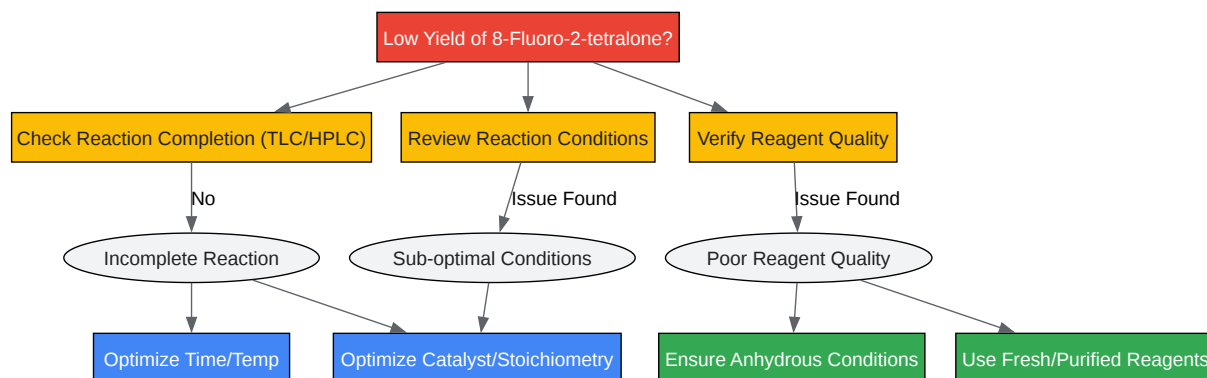 Low Yield of 8-Fluoro-2-tetralone?
Check Reaction Completion (TLC/HPLC)
Review Reaction Conditions
Verify Reagent Quality
No
Issue Found
Issue Found
Incomplete Reaction
Sub-optimal Conditions
Poor Reagent Quality
Optimize Time/Temp
Optimize Catalyst/Stoichiometry
Ensure Anhydrous Conditions
Use Fresh/Purified Reagents